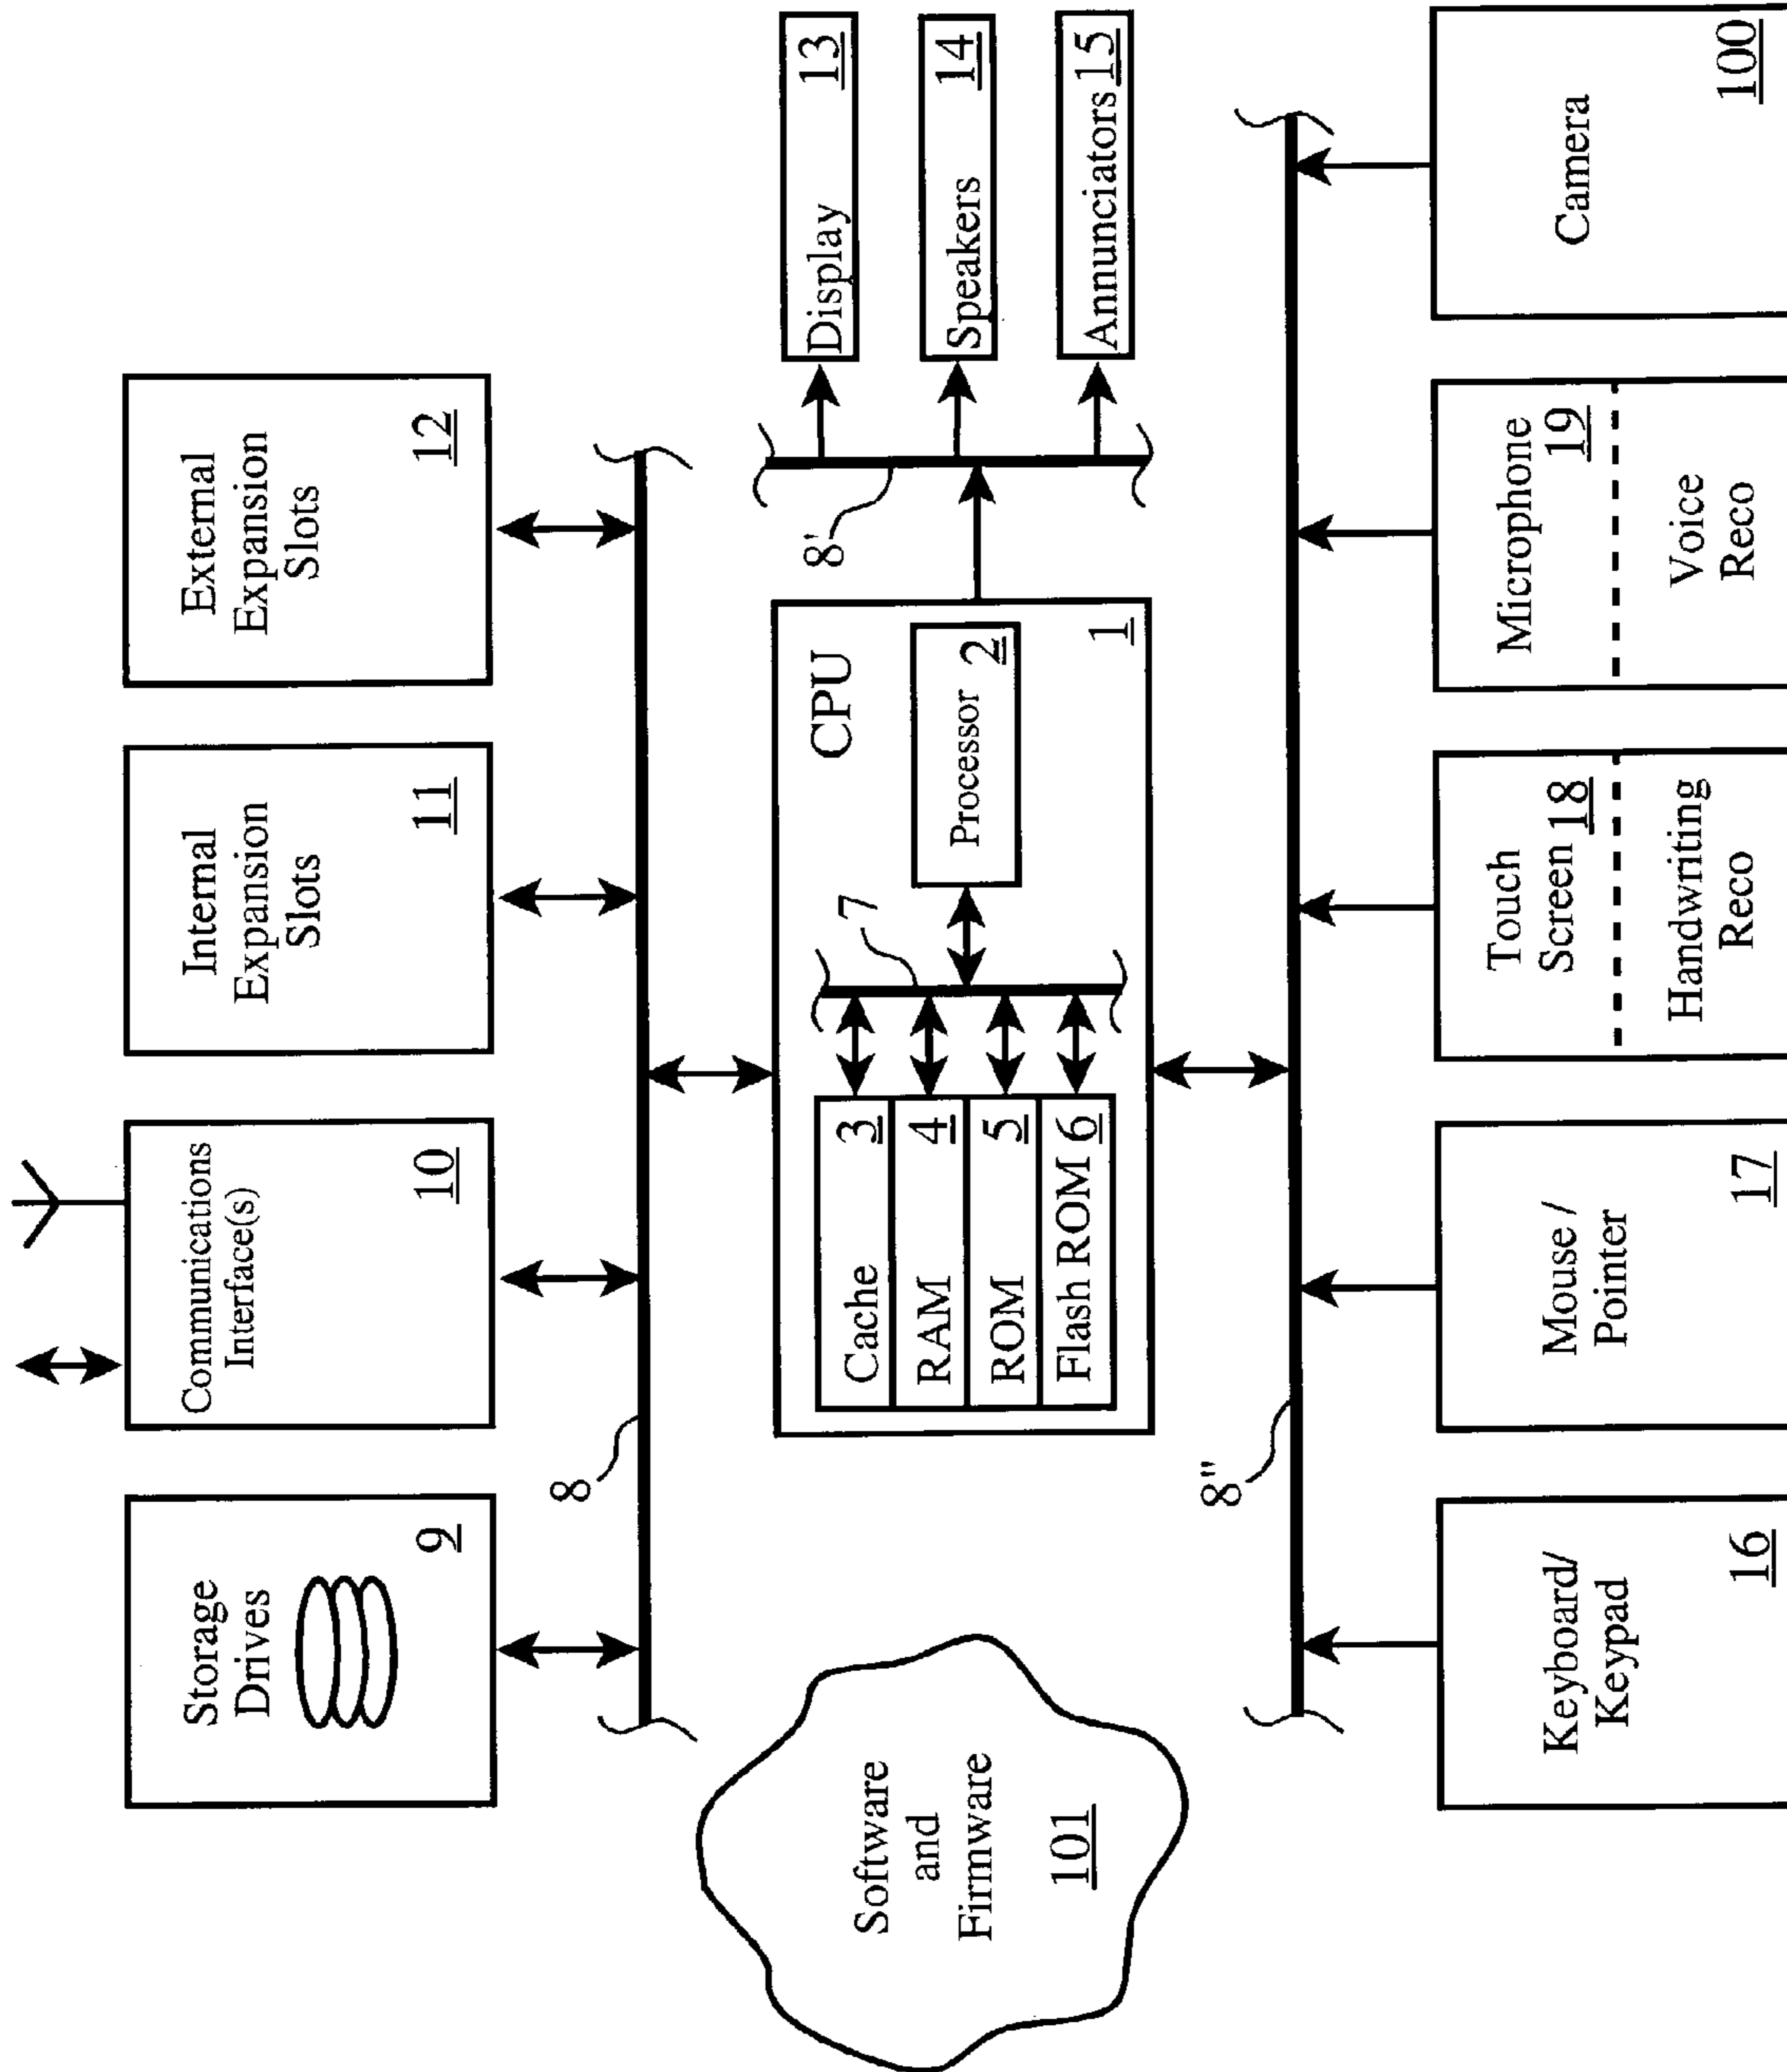 Storage
Drives
9
Communications
Interface(s)
10
Internal
Expansion
Slots
11
External
Expansion
Slots
12
8
Software
and
Firmware
101
CPU
Cache 3
RAM 4
ROM 5
Flash ROM 6
7
Processor 2
1
8'
Display 13
Speakers 14
Annunciators 15
8"
Keyboard/
Keypad
16
Mouse /
Pointer
17
Touch
Screen 18
Handwriting
Reco
Microphone
19
Voice
Reco
Camera
100